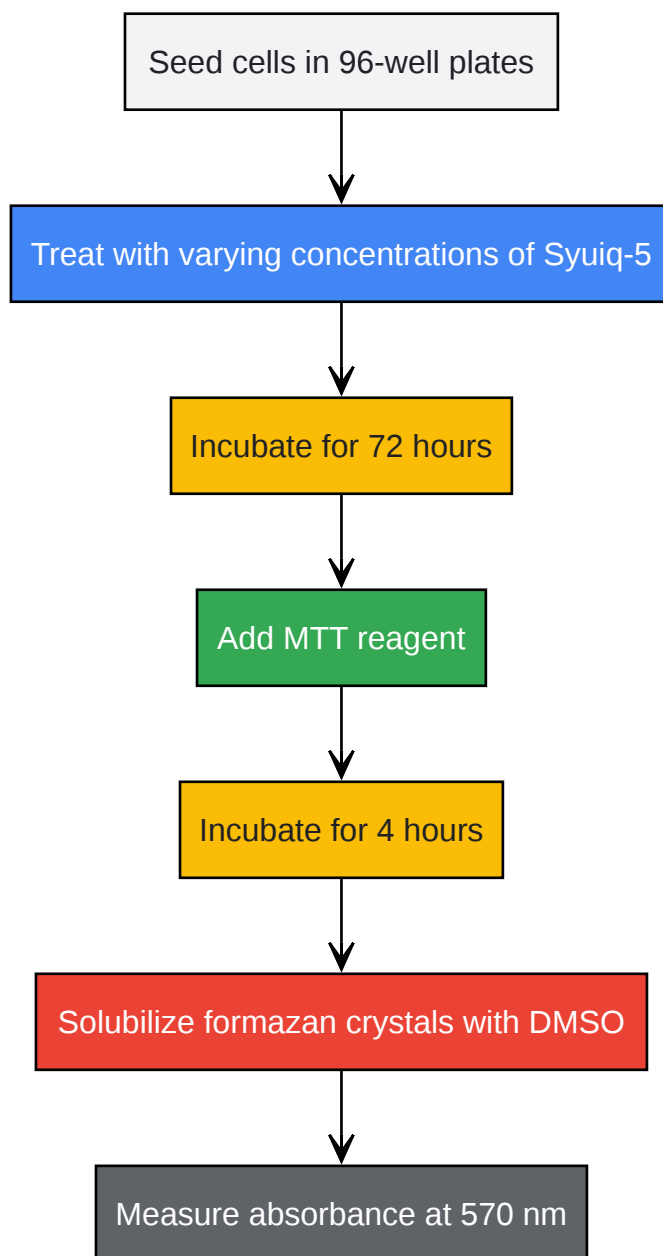 Seed cells in 96-well plates
Treat with varying concentrations of Syuiq-5
Incubate for 72 hours
Add MTT reagent
Incubate for 4 hours
Solubilize formazan crystals with DMSO
Measure absorbance at 570 nm